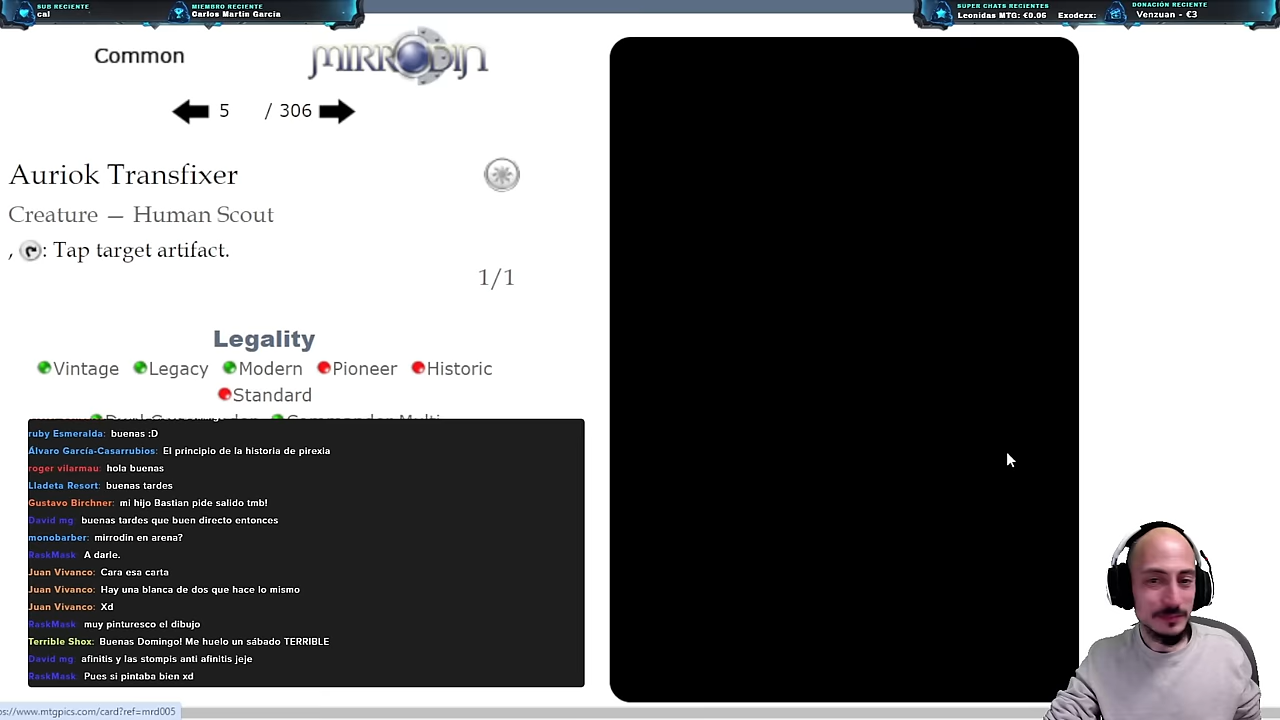 SUB RECIENTE
cal
MIEMBRO RECIENTE
Carlos Martin Garcia
SUPER CHATS RECIENTES
Leonidas MTG: €0.06 Exodezx:
DONACIÓN RECIENTE
Venzuan - €3
Common
MIRRODIN
5 / 306
Auriok Transfixer
Creature — Human Scout
, : Tap target artifact.
1/1
Legality
Vintage Legacy Modern Pioneer Historic
Standard
ruby Esmeralda: buenas :D
Álvaro García-Casarrubios: El principio de la historia de pirexia
roger vilarmau: hola buenas
Lladeta Resort: buenas tardes
Gustavo Birchner: mi hijo Bastian pide salido tmb!
David mg: buenas tardes que buen directo entonces
monobarber: mirrodin en arena?
RaskMask: A darle.
Juan Vivanco: Cara esa carta
Juan Vivanco: Hay una blanca de dos que hace lo mismo
Juan Vivanco: Xd
RaskMask: muy pinturesco el dibujo
Terrible Shox: Buenas Domingo! Me huelo un sábado TERRIBLE
David mg: afinitis y las stompis anti afinitis jeje
RaskMask: Pues si pintaba bien xd
ps://www.mtgpics.com/card?ref=mrd005